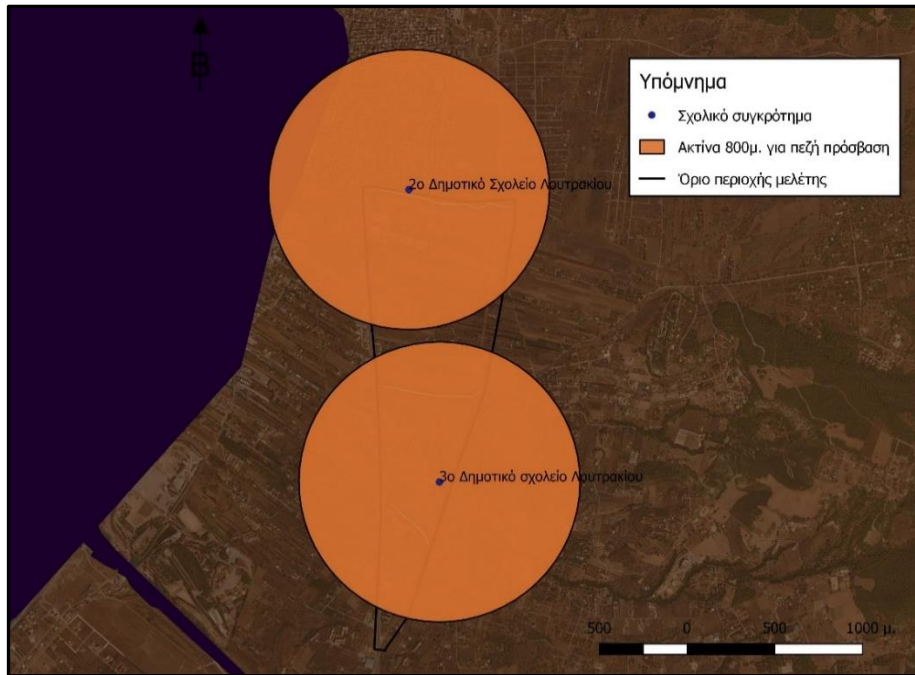 Β
Υπόμνημα
Σχολικό συγκρότημα
Ακτίνα 800μ. για πεζή πρόσβαση
Όριο περιοχής μελέτης
2ο Δημοτικό Σχολείο Λουτρακίου
3ο Δημοτικό σχολείο Λουτρακίου
500 0 500 1000 μ.